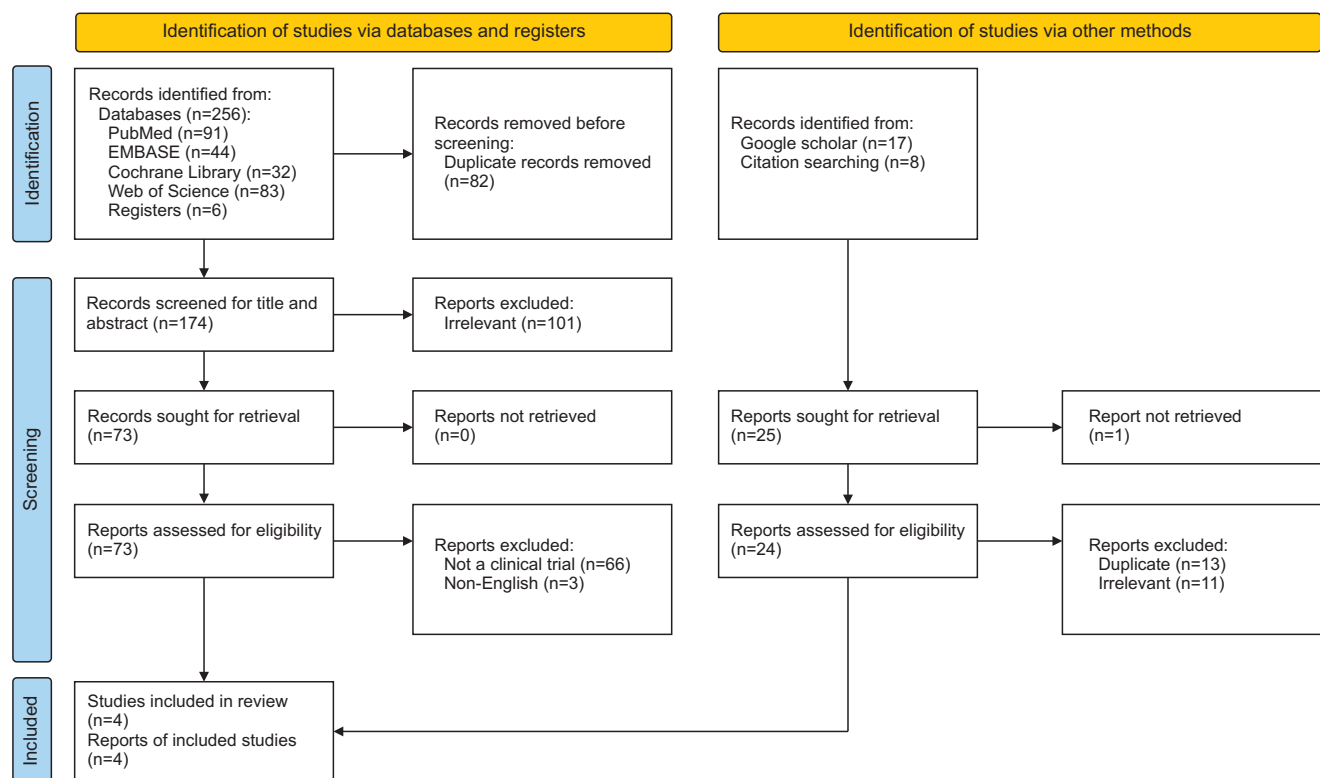 Identification of studies via databases and registers
Identification of studies via other methods
Identification
Records identified from:
Databases (n=256):
PubMed (n=91)
EMBASE (n=44)
Cochrane Library (n=32)
Web of Science (n=83)
Registers (n=6)
Records removed before
screening:
Duplicate records removed
(n=82)
Records identified from:
Google scholar (n=17)
Citation searching (n=8)
Screening
Records screened for title and
abstract (n=174)
Reports excluded:
Irrelevant (n=101)
Records sought for retrieval
(n=73)
Reports not retrieved
(n=0)
Reports sought for retrieval
(n=25)
Report not retrieved
(n=1)
Reports assessed for eligibility
(n=73)
Reports excluded:
Not a clinical trial (n=66)
Non-English (n=3)
Reports assessed for eligibility
(n=24)
Reports excluded:
Duplicate (n=13)
Irrelevant (n=11)
Included
Studies included in review
(n=4)
Reports of included studies
(n=4)